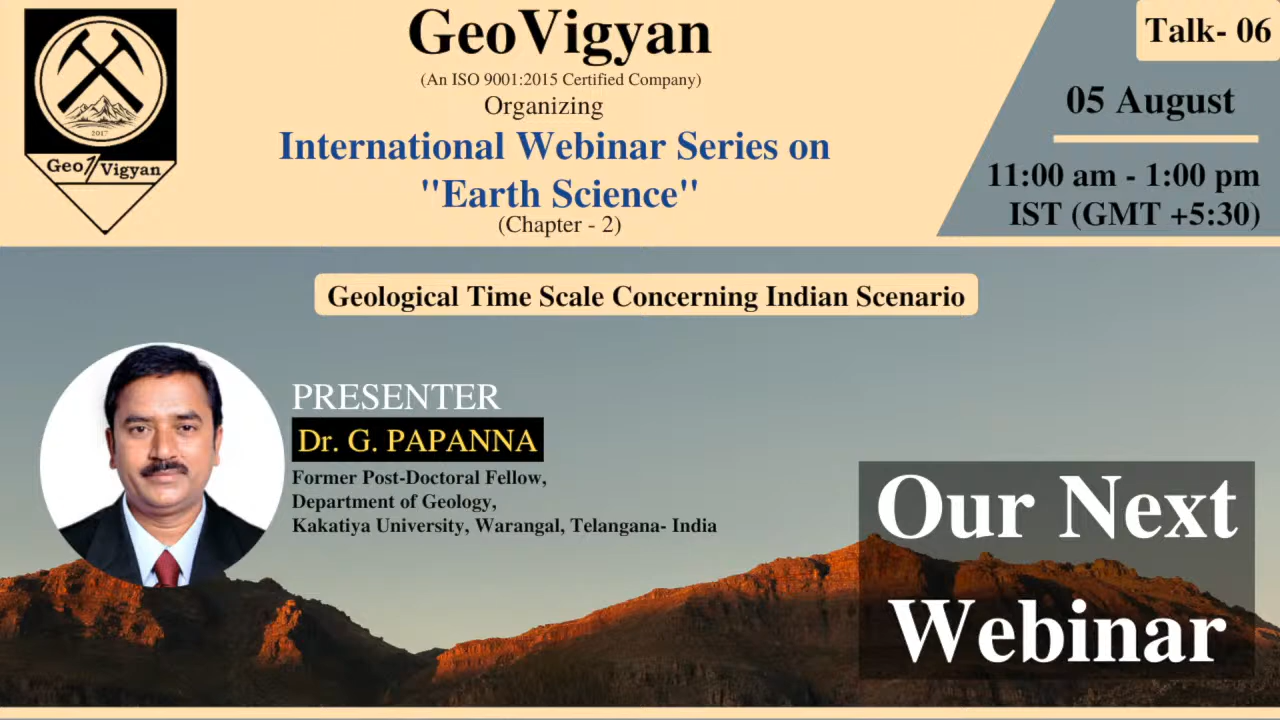 GeoVigyan
(An ISO 9001:2015 Certified Company)
Organizing
International Webinar Series on
"Earth Science"
(Chapter - 2)
2017
Geo Vigyan
Talk- 06
05 August
11:00 am - 1:00 pm
IST (GMT +5:30)
Geological Time Scale Concerning Indian Scenario
PRESENTER
Dr. G. PAPANNA
Former Post-Doctoral Fellow,
Department of Geology,
Kakatiya University, Warangal, Telangana- India
Our Next
Webinar